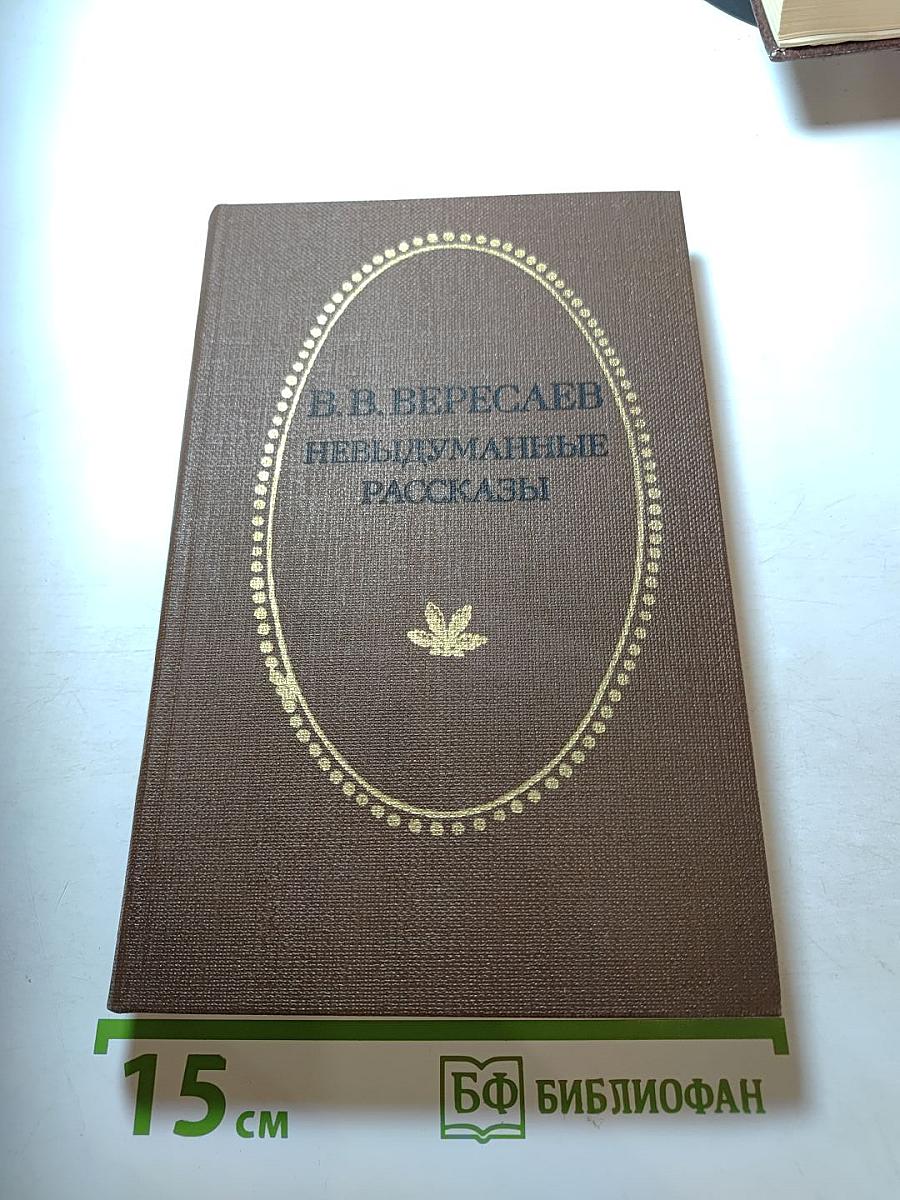 В. В. ВЕРЕСАЕВ
НЕВЫДУМАННЫЕ
РАССКАЗЫ
15 см
БФ БИБЛИОФАН